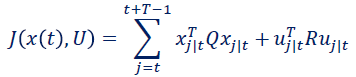 J(x(t), U) = \sum_{j=t}^{t+T-1} x_{j|t}^T Q x_{j|t} + u_{j|t}^T R u_{j|t}